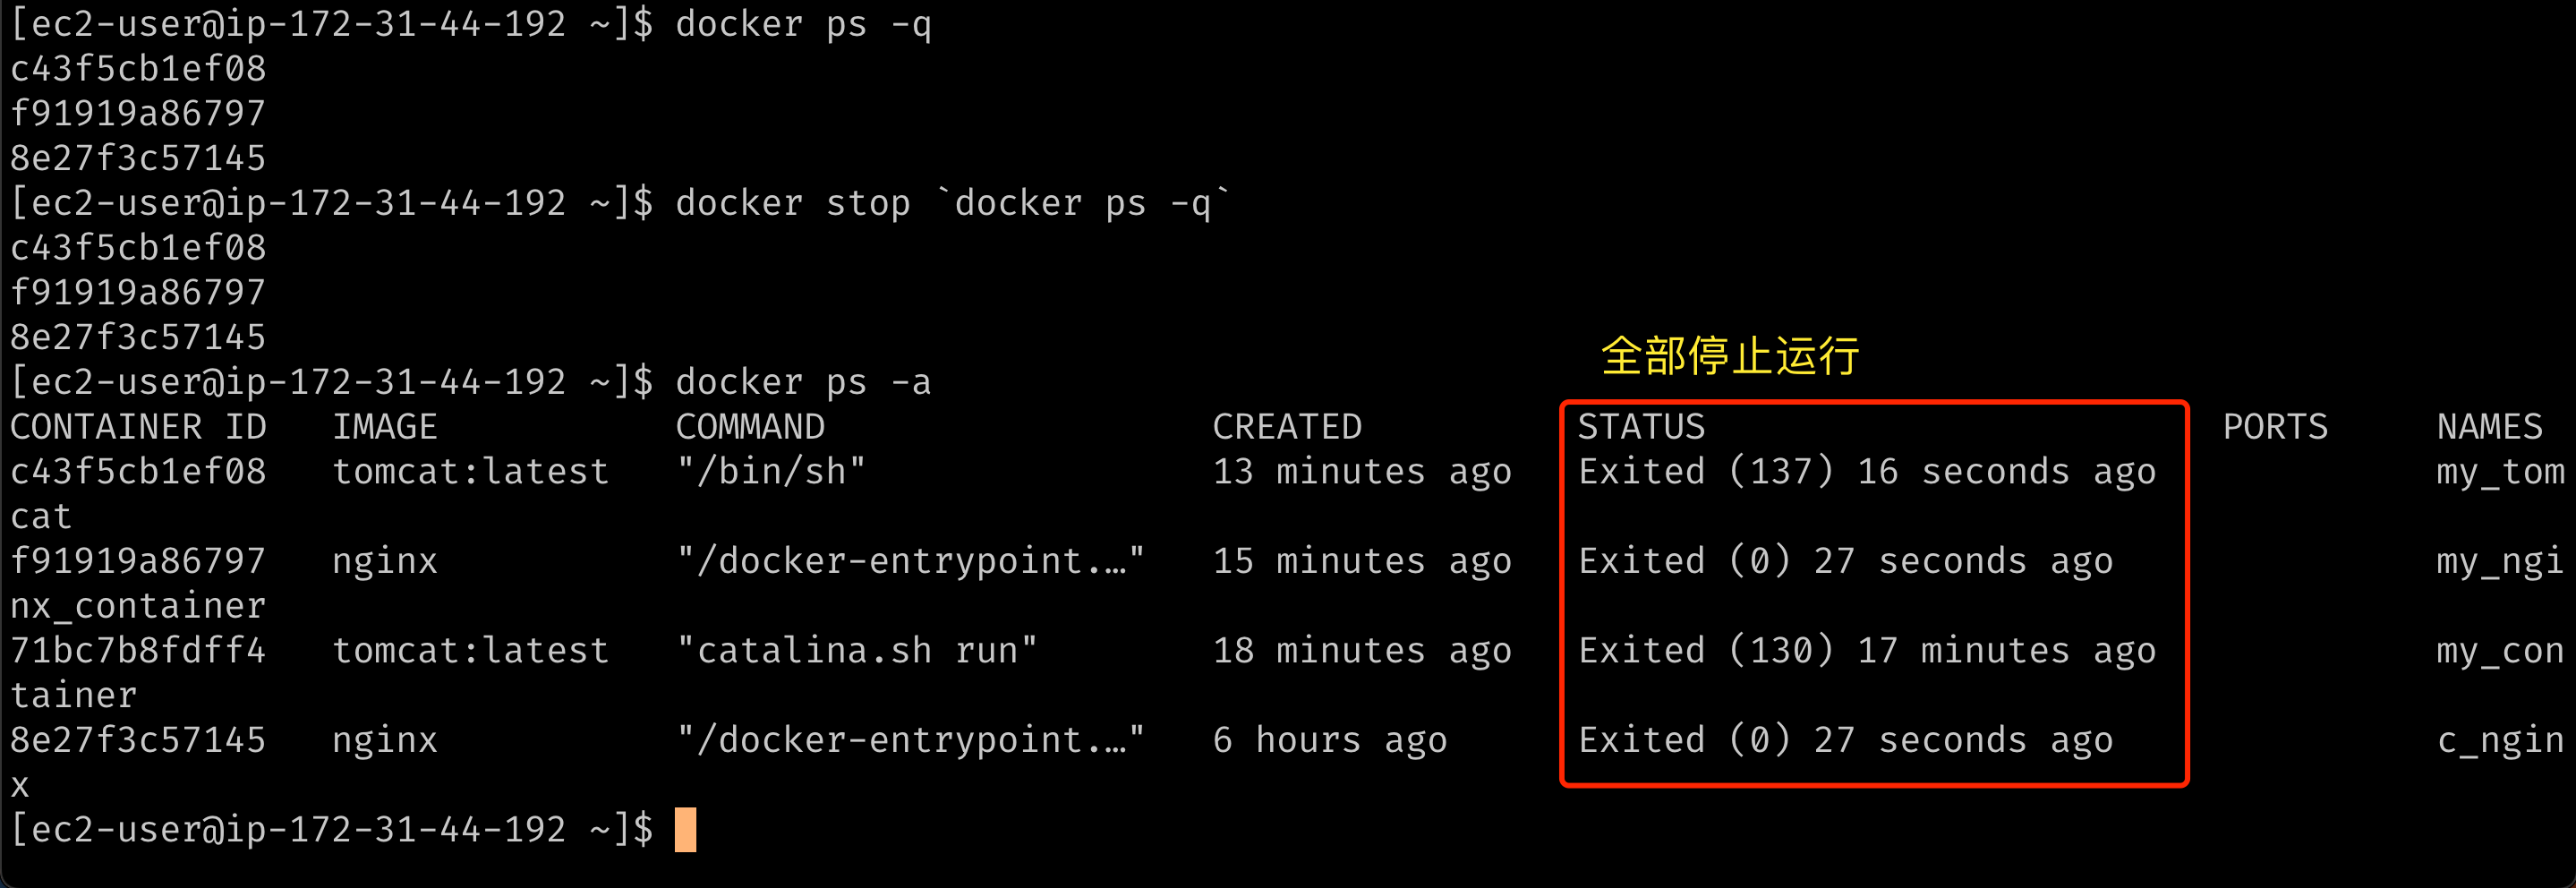 [ec2-user@ip-172-31-44-192 ~]$ docker ps -q
c43f5cb1ef08
f91919a86797
8e27f3c57145
[ec2-user@ip-172-31-44-192 ~]$ docker stop `docker ps -q`
c43f5cb1ef08
f91919a86797
8e27f3c57145
全部停止运行
[ec2-user@ip-172-31-44-192 ~]$ docker ps -a
CONTAINER ID   IMAGE           COMMAND                  CREATED          STATUS                        PORTS     NAMES
c43f5cb1ef08   tomcat:latest   "/bin/sh"                13 minutes ago   Exited (137) 16 seconds ago             my_tom
cat
f91919a86797   nginx           "/docker-entrypoint.…"   15 minutes ago   Exited (0) 27 seconds ago               my_ngi
nx_container
71bc7b8fdff4   tomcat:latest   "catalina.sh run"        18 minutes ago   Exited (130) 17 minutes ago             my_con
tainer
8e27f3c57145   nginx           "/docker-entrypoint.…"   6 hours ago      Exited (0) 27 seconds ago               c_ngin
x
[ec2-user@ip-172-31-44-192 ~]$